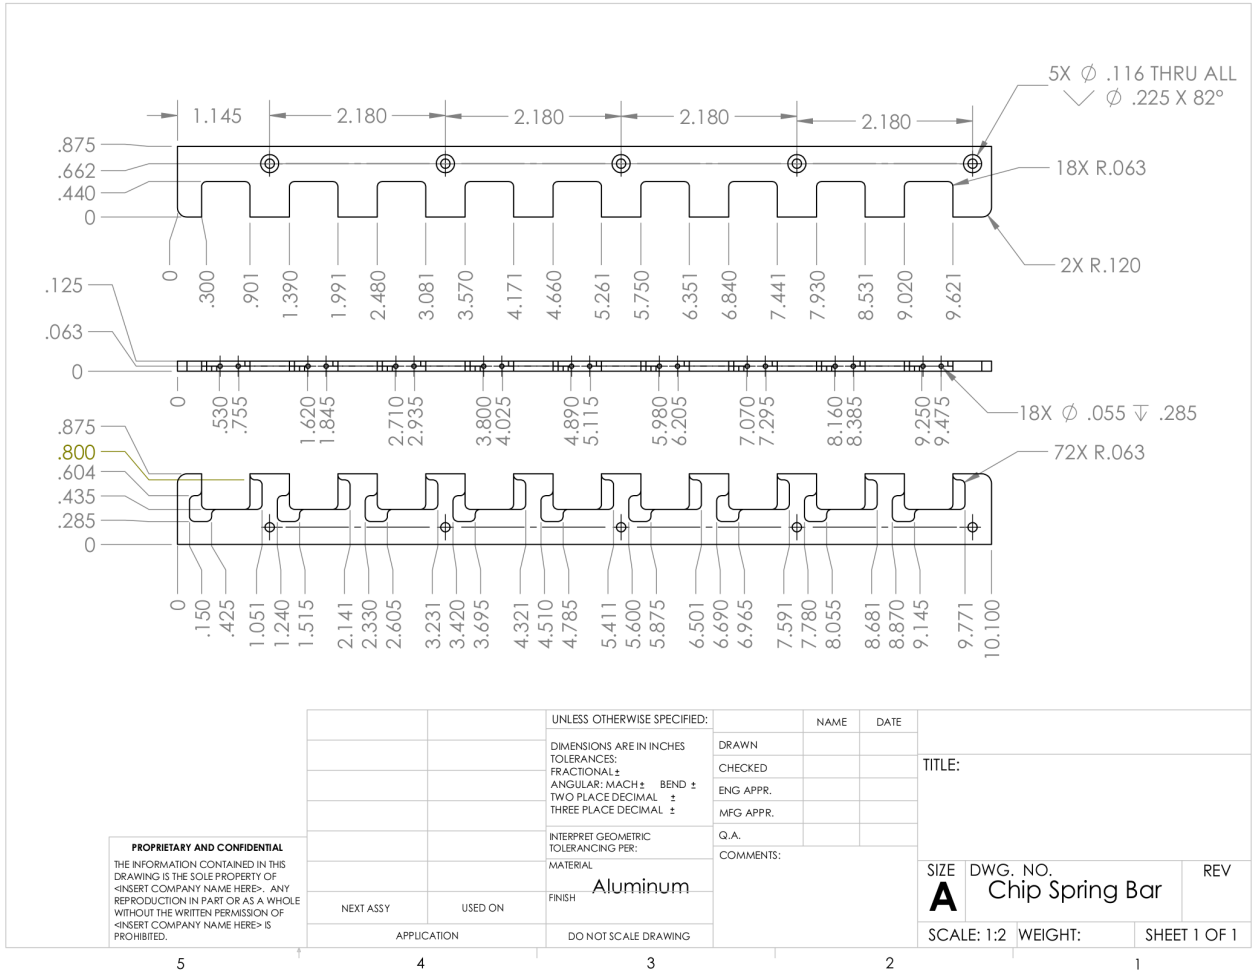 5X Ø .116 THRU ALL
⌵ Ø .225 X 82°
1.145 2.180 2.180 2.180 2.180
.875
.662
.440
0
18X R.063
2X R.120
0 .300 .901 1.390 1.991 2.480 3.081 3.570 4.171 4.660 5.261 5.750 6.351 6.840 7.441 7.930 8.531 9.020 9.621
.125
.063
0
0 .530 .755 1.620 1.845 2.710 2.935 3.800 4.025 4.890 5.115 5.980 6.205 7.070 7.295 8.160 8.385 9.250 9.475
18X Ø .055 ↧ .285
72X R.063
.875
.800
.604
.435
.285
0
0 .150 .425 1.051 1.240 1.515 2.141 2.330 2.605 3.231 3.420 3.695 4.321 4.510 4.785 5.411 5.600 5.875 6.501 6.690 6.965 7.591 7.780 8.055 8.681 8.870 9.145 9.771 10.100
PROPRIETARY AND CONFIDENTIAL
THE INFORMATION CONTAINED IN THIS
DRAWING IS THE SOLE PROPERTY OF
<INSERT COMPANY NAME HERE>. ANY
REPRODUCTION IN PART OR AS A WHOLE
WITHOUT THE WRITTEN PERMISSION OF
<INSERT COMPANY NAME HERE> IS
PROHIBITED.
NEXT ASSY
USED ON
APPLICATION
UNLESS OTHERWISE SPECIFIED:
DIMENSIONS ARE IN INCHES
TOLERANCES:
FRACTIONAL±
ANGULAR: MACH± BEND ±
TWO PLACE DECIMAL ±
THREE PLACE DECIMAL ±
INTERPRET GEOMETRIC
TOLERANCING PER:
MATERIAL
Aluminum
FINISH
DO NOT SCALE DRAWING
NAME DATE
DRAWN
CHECKED
ENG APPR.
MFG APPR.
Q.A.
COMMENTS:
TITLE:
SIZE DWG. NO. REV
A Chip Spring Bar
SCALE: 1:2 WEIGHT: SHEET 1 OF 1
5 4 3 2 1